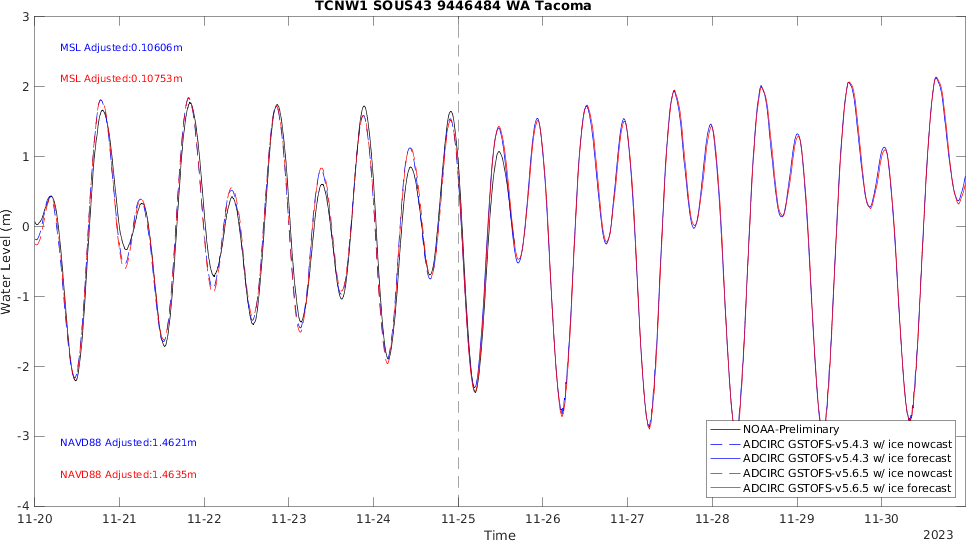 TCNW1 SOUS43 9446484 WA Tacoma
3
2
1
0
-1
-2
-3
-4
Water Level (m)
MSL Adjusted:0.10606m
MSL Adjusted:0.10753m
NAVD88 Adjusted:1.4621m
NAVD88 Adjusted:1.4635m
NOAA-Preliminary
ADCIRC GSTOFS-v5.4.3 w/ ice nowcast
ADCIRC GSTOFS-v5.4.3 w/ ice forecast
ADCIRC GSTOFS-v5.6.5 w/ ice nowcast
ADCIRC GSTOFS-v5.6.5 w/ ice forecast
11-20 11-21 11-22 11-23 11-24 11-25 11-26 11-27 11-28 11-29 11-30
Time
2023